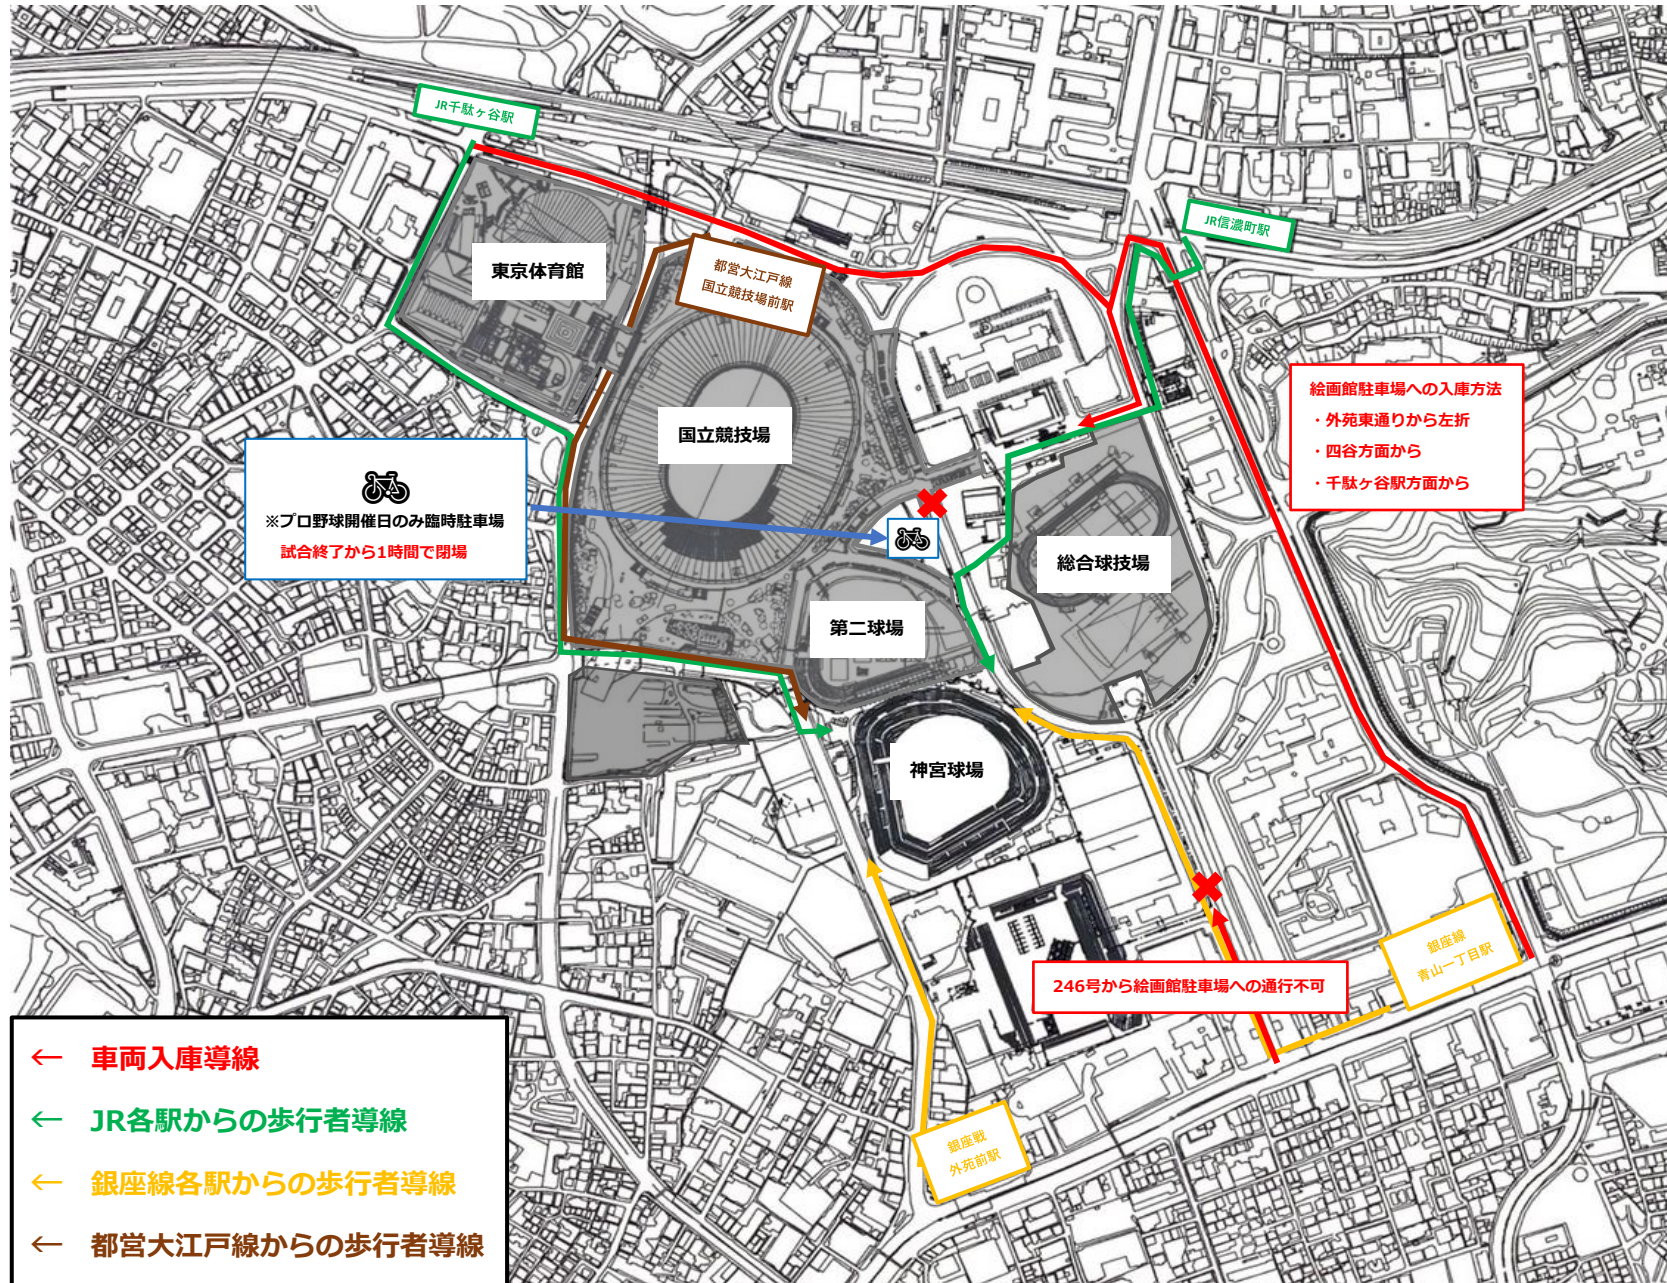 JR千駄ヶ谷駅
JR信濃町駅
都営大江戸線
国立競技場前駅
東京体育館
国立競技場
絵画館駐車場への入庫方法
・外苑東通りから左折
・四谷方面から
・千駄ヶ谷駅方面から
※プロ野球開催日のみ臨時駐車場
試合終了から1時間で閉場
総合球技場
第二球場
神宮球場
銀座線
青山一丁目駅
246号から絵画館駐車場への通行不可
銀座戦
外苑前駅
← 車両入庫導線
← JR各駅からの歩行者導線
← 銀座線各駅からの歩行者導線
← 都営大江戸線からの歩行者導線